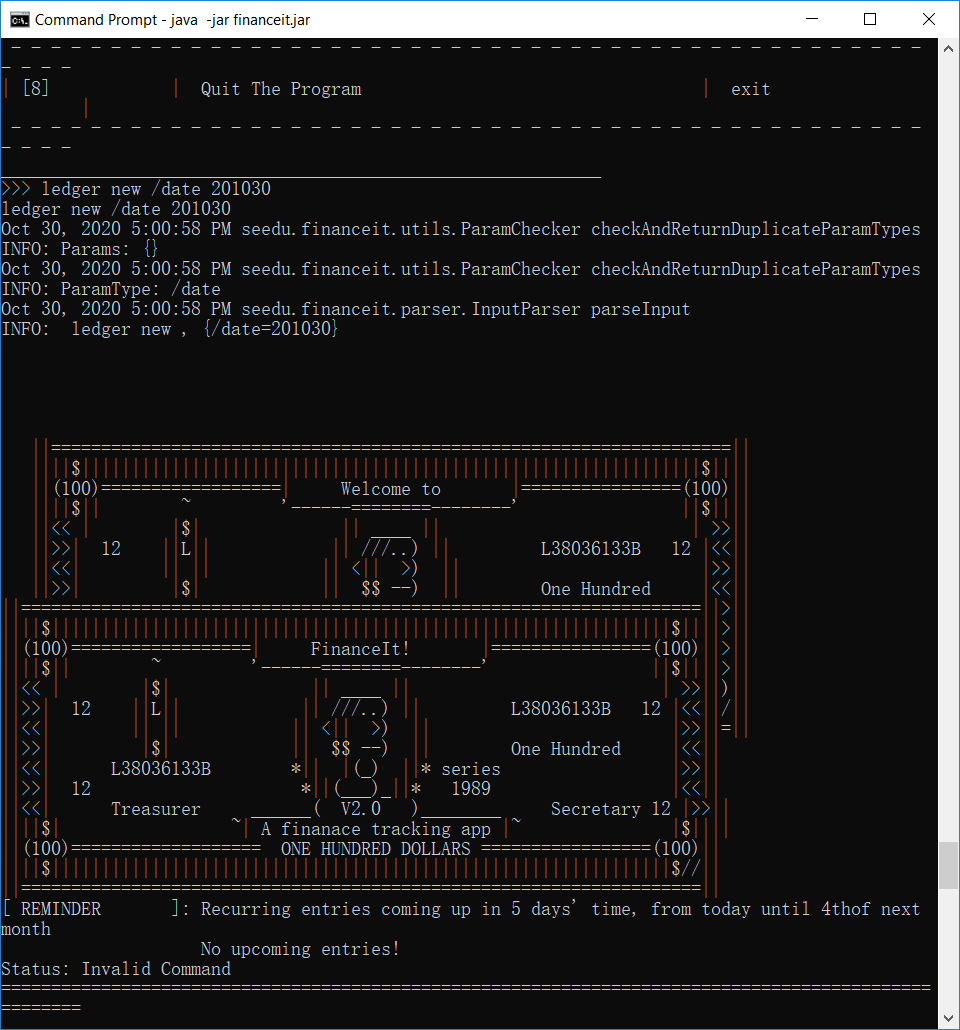 Command Prompt - java -jar financeit.jar
- - - - - - - - - - - - - - - - - - - - - - - - - - - - - - - - - - - - - - - - - - - - - -
- - - -
| [8] | Quit The Program | exit
|
- - - - - - - - - - - - - - - - - - - - - - - - - - - - - - - - - - - - - - - - - - - - - -
- - - -
____________________________________________________________
>>> ledger new /date 201030
ledger new /date 201030
Oct 30, 2020 5:00:58 PM seedu.financeit.utils.ParamChecker checkAndReturnDuplicateParamTypes
INFO: Params: {}
Oct 30, 2020 5:00:58 PM seedu.financeit.utils.ParamChecker checkAndReturnDuplicateParamTypes
INFO: ParamType: /date
Oct 30, 2020 5:00:58 PM seedu.financeit.parser.InputParser parseInput
INFO:  ledger new , {/date=201030}
$ $
(100) Welcome to (100)
$ $
<< $ >>
>> 12 L ///..) L38036133B 12 <<
<< < >) >>
>> $ $$ --) One Hundred <<
>
$ $ >
(100) FinanceIt! (100) >
$ $ >
<< $ >> )
>> 12 L ///..) L38036133B 12 << /
<< < >) >> =
>> $ $$ --) One Hundred <<
<< L38036133B * (_) * series >>
>> 12 * (___)_ * 1989 <<
<< Treasurer ( V2.0 ) Secretary 12 >>
$ ~ A finanace tracking app ~ $
(100) ONE HUNDRED DOLLARS (100)
$ $//
[ REMINDER       ]: Recurring entries coming up in 5 days' time, from today until 4thof next
month
No upcoming entries!
Status: Invalid Command
=============================================================================================
========